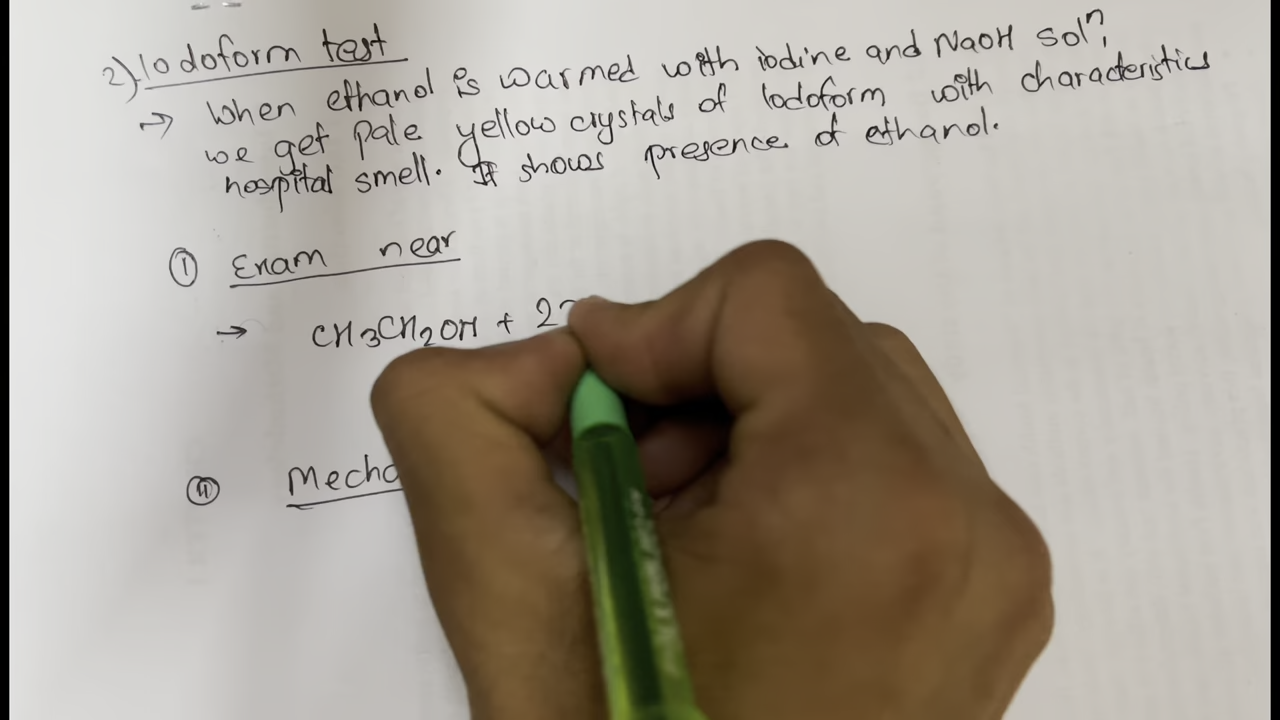 2) Iodoform test
→ When ethanol is warmed with iodine and NaOH solⁿ,
we get pale yellow crystals of Iodoform with characteristics
hospital smell. It shows presence of ethanol.
① Exam near
→ CH3CH2OH + 2
② Mecha